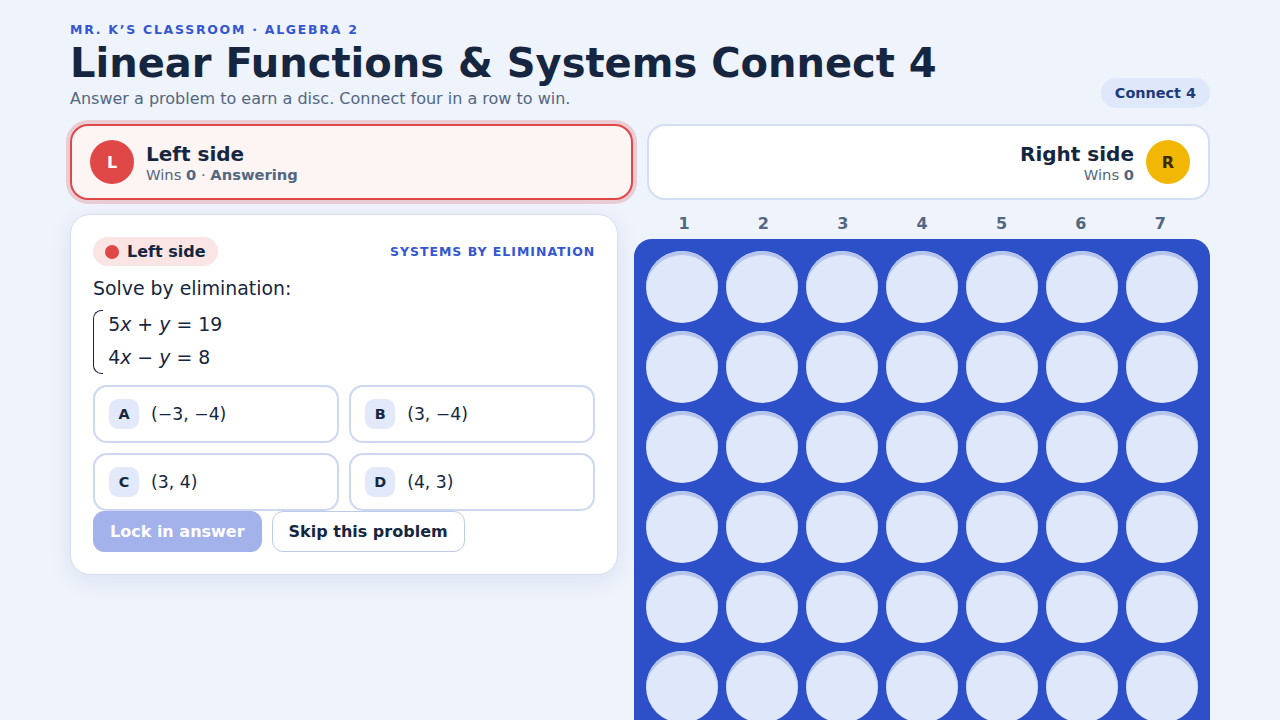 MR. K’S CLASSROOM · ALGEBRA 2
Linear Functions & Systems Connect 4
Answer a problem to earn a disc. Connect four in a row to win.
Connect 4
L
Left side
Wins 0 · Answering
Right side
Wins 0
R
Left side
SYSTEMS BY ELIMINATION
Solve by elimination:
5x + y = 19
4x − y = 8
A (−3, −4)
B (3, −4)
C (3, 4)
D (4, 3)
Lock in answer
Skip this problem
1 2 3 4 5 6 7